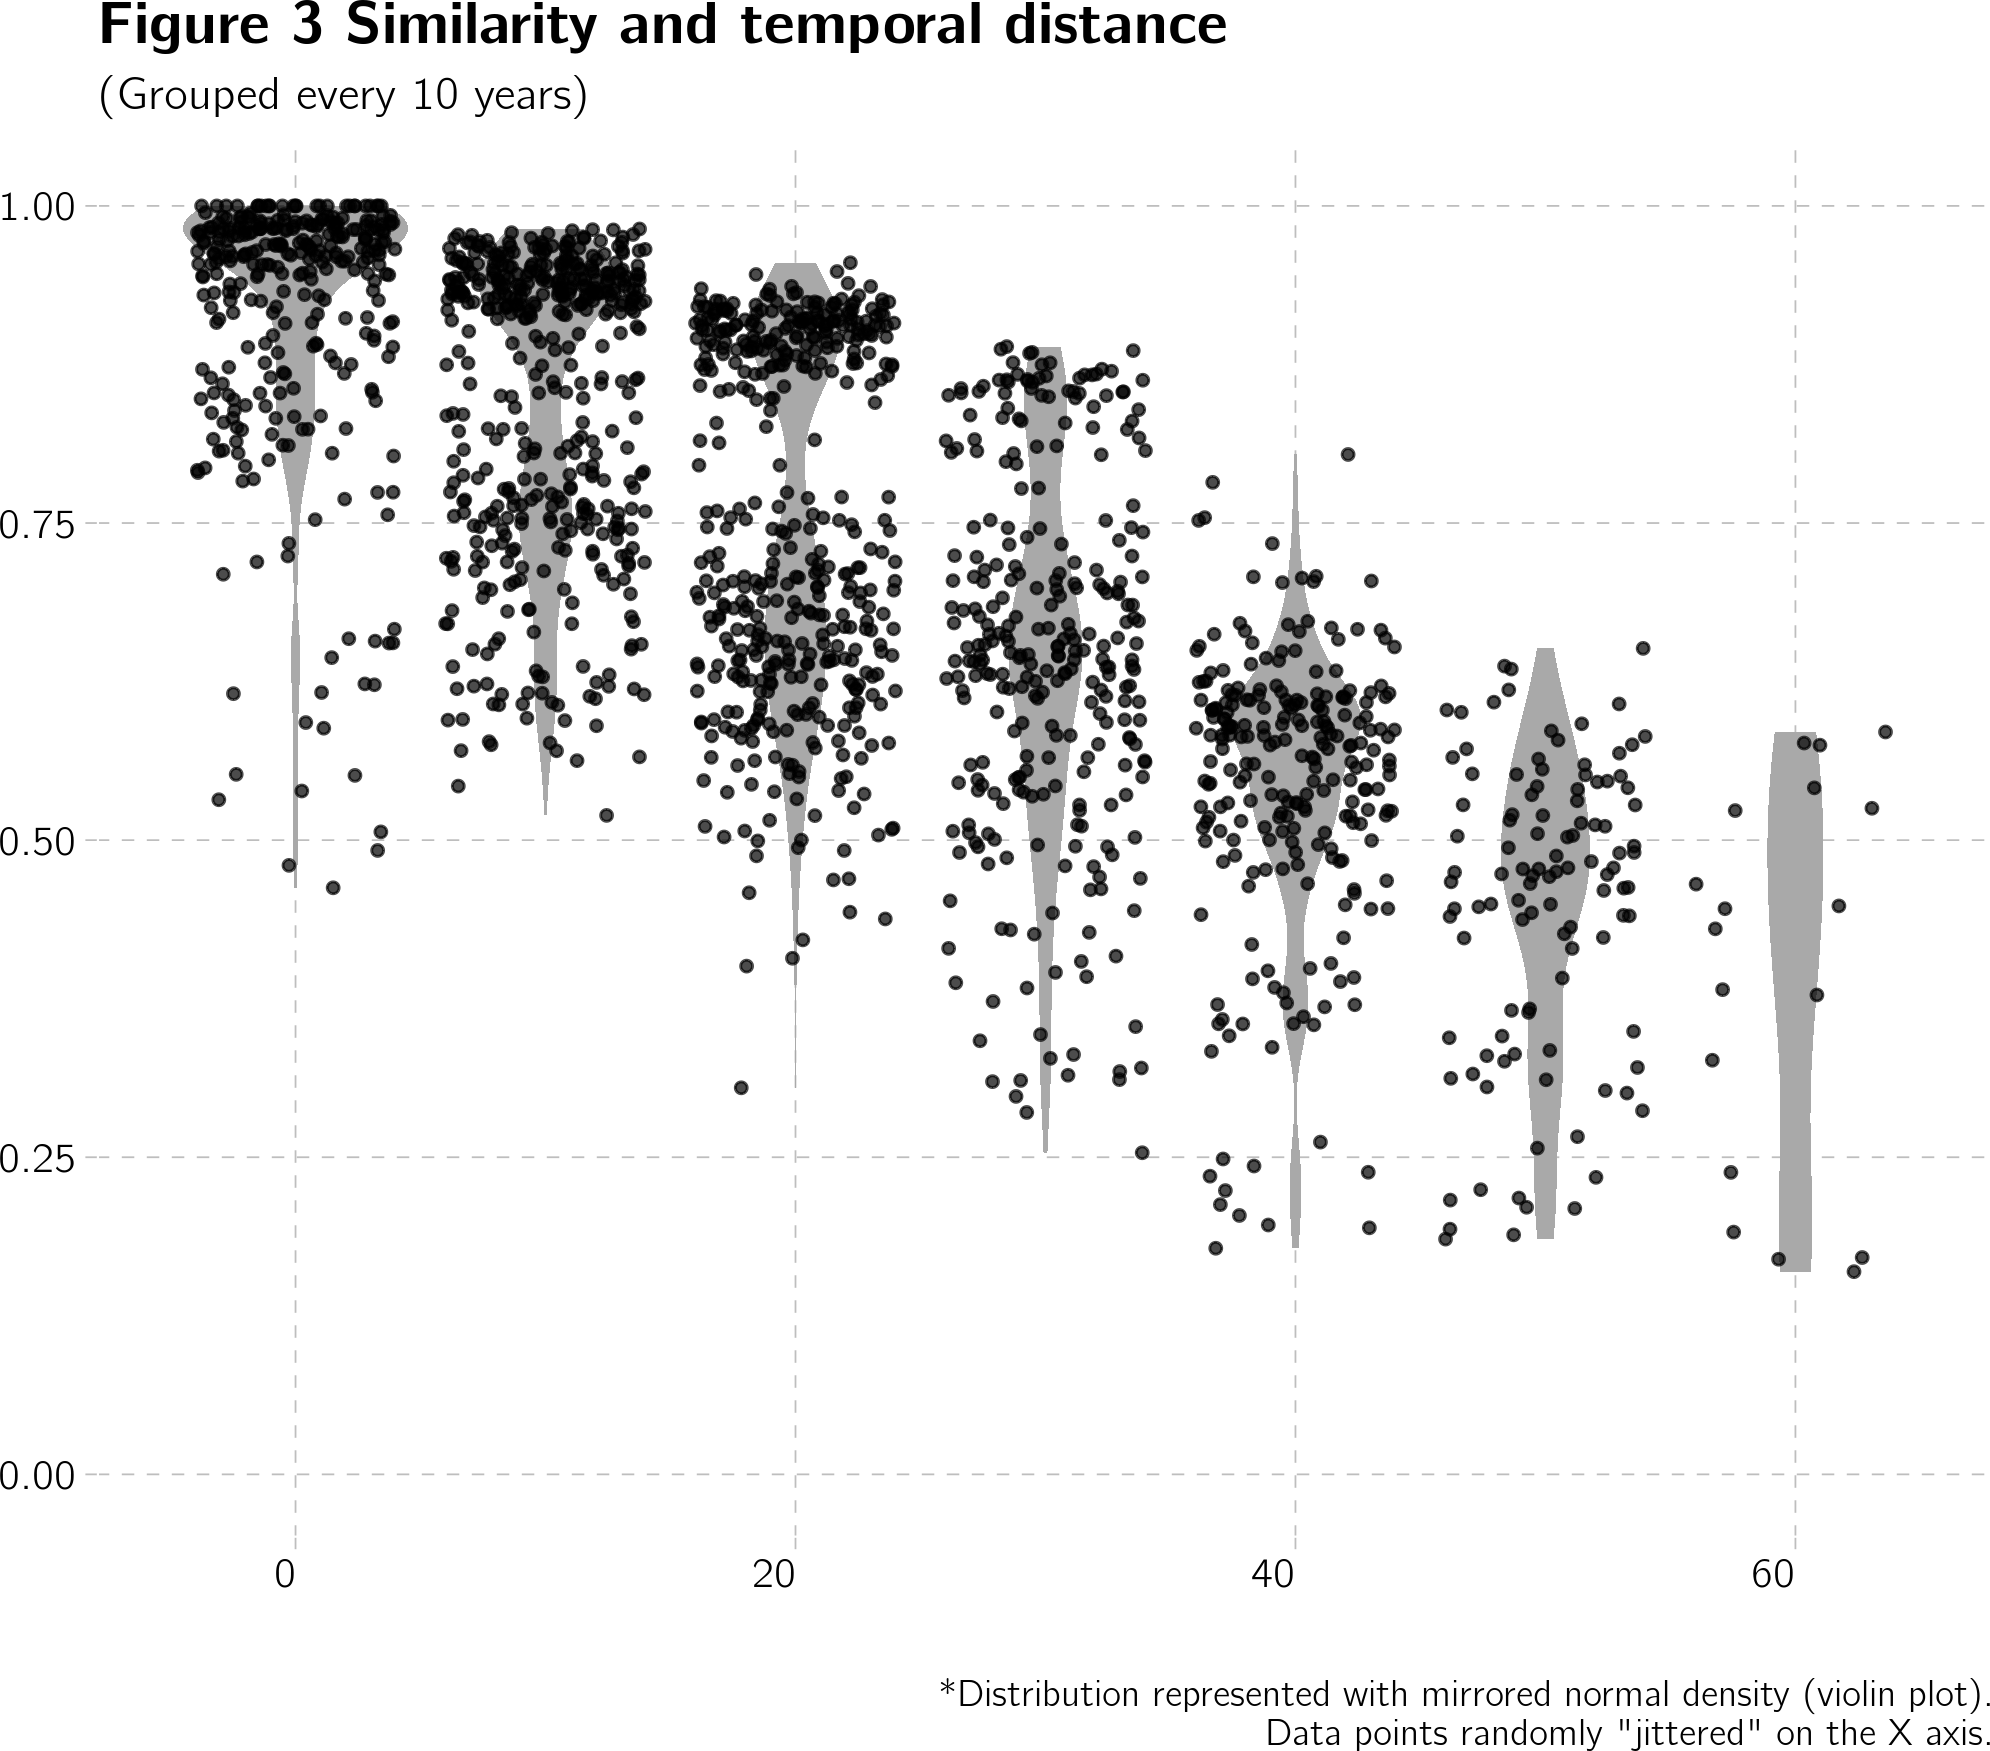 Figure 3 Similarity and temporal distance
(Grouped every 10 years)
1.00
0.75
0.50
0.25
0.00
0
20
40
60
*Distribution represented with mirrored normal density (violin plot).
Data points randomly "jittered" on the X axis.